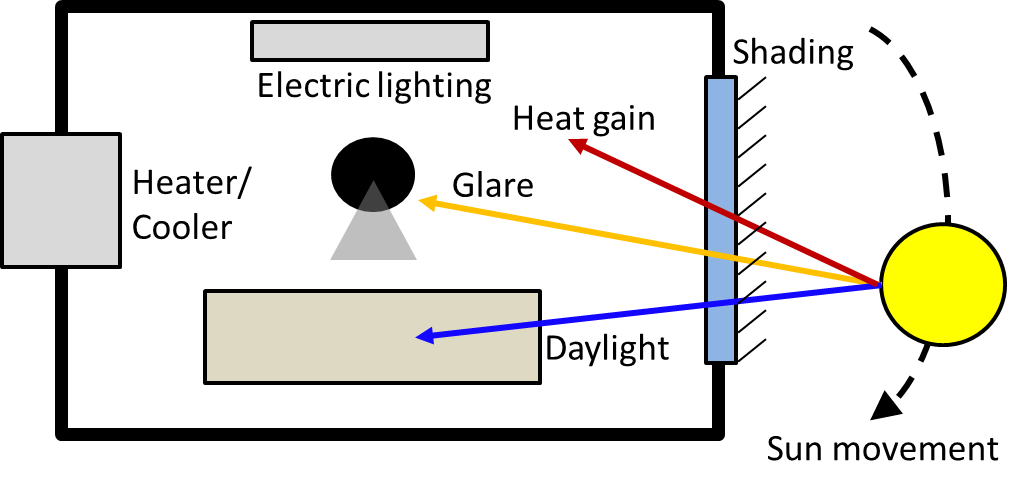 Shading
Electric lighting
Heat gain
Heater/
Cooler
Glare
Daylight
Sun movement